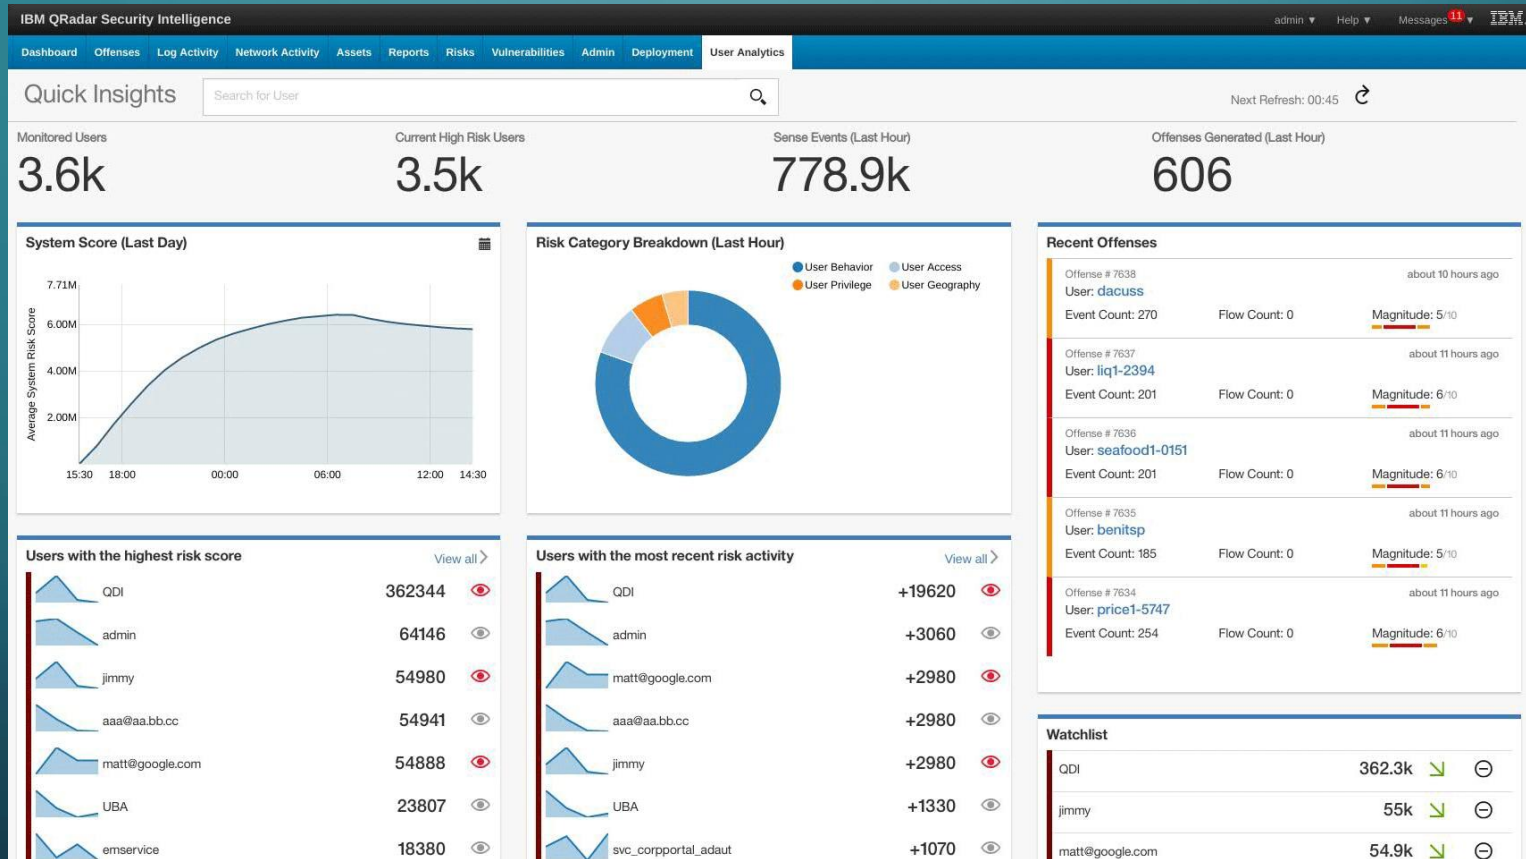 IBM QRadar Security Intelligence
admin ▼ Help ▼ Messages 11 ▼ IBM
Dashboard Offenses Log Activity Network Activity Assets Reports Risks Vulnerabilities Admin Deployment User Analytics
Quick Insights Search for User Next Refresh: 00:45
Monitored Users Current High Risk Users Sense Events (Last Hour) Offenses Generated (Last Hour)
3.6k 3.5k 778.9k 606
System Score (Last Day)
Average System Risk Score
7.71M
6.00M
4.00M
2.00M
15:30 18:00 00:00 06:00 12:00 14:30
Risk Category Breakdown (Last Hour)
User Behavior User Access
User Privilege User Geography
Recent Offenses
Offense # 7638 about 10 hours ago
User: dacuss
Event Count: 270 Flow Count: 0 Magnitude: 5/10
Offense # 7637 about 11 hours ago
User: liq1-2394
Event Count: 201 Flow Count: 0 Magnitude: 6/10
Offense # 7636 about 11 hours ago
User: seafood1-0151
Event Count: 201 Flow Count: 0 Magnitude: 6/10
Offense # 7635 about 11 hours ago
User: benitsp
Event Count: 185 Flow Count: 0 Magnitude: 5/10
Offense # 7634 about 11 hours ago
User: price1-5747
Event Count: 254 Flow Count: 0 Magnitude: 6/10
Users with the highest risk score View all
QDI 362344
admin 64146
jimmy 54980
aaa@aa.bb.cc 54941
matt@google.com 54888
UBA 23807
emservice 18380
Users with the most recent risk activity View all
QDI +19620
admin +3060
matt@google.com +2980
aaa@aa.bb.cc +2980
jimmy +2980
UBA +1330
svc_corpportal_adaut +1070
Watchlist
QDI 362.3k
jimmy 55k
matt@google.com 54.9k